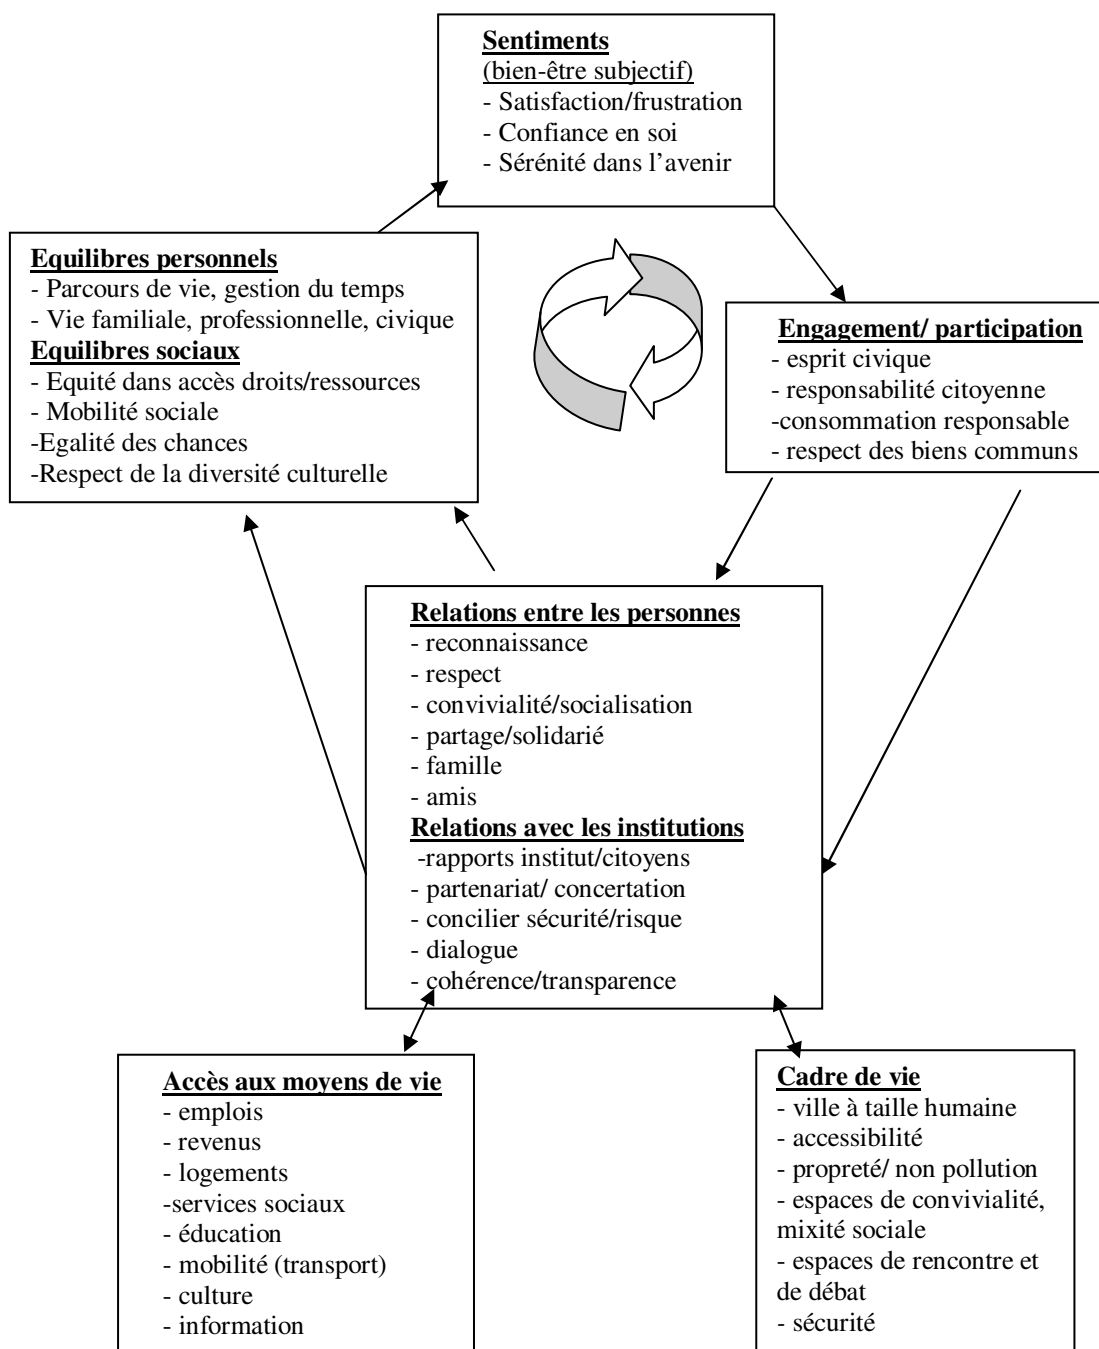 Sentiments
(bien-être subjectif)
- Satisfaction/frustration
- Confiance en soi
- Sérénité dans l’avenir
Equilibres personnels
- Parcours de vie, gestion du temps
- Vie familiale, professionnelle, civique
Equilibres sociaux
- Equité dans accès droits/ressources
- Mobilité sociale
-Egalité des chances
-Respect de la diversité culturelle
Engagement/ participation
- esprit civique
- responsabilité citoyenne
-consommation responsable
- respect des biens communs
Relations entre les personnes
- reconnaissance
- respect
- convivialité/socialisation
- partage/solidarié
- famille
- amis
Relations avec les institutions
-rapports institut/citoyens
- partenariat/ concertation
- concilier sécurité/risque
- dialogue
- cohérence/transparence
Accès aux moyens de vie
- emplois
- revenus
- logements
-services sociaux
- éducation
- mobilité (transport)
- culture
- information
Cadre de vie
- ville à taille humaine
- accessibilité
- propreté/ non pollution
- espaces de convivialité,
mixité sociale
- espaces de rencontre et
de débat
- sécurité